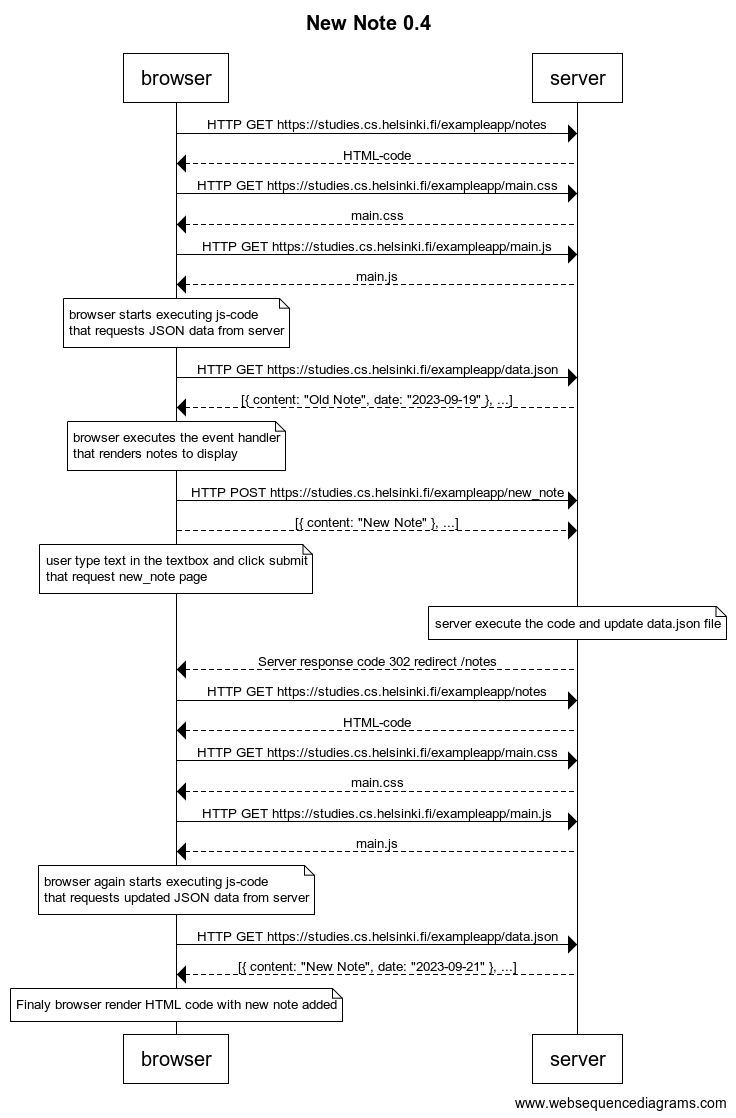 New Note 0.4
browser
server
HTTP GET https://studies.cs.helsinki.fi/exampleapp/notes
HTML-code
HTTP GET https://studies.cs.helsinki.fi/exampleapp/main.css
main.css
HTTP GET https://studies.cs.helsinki.fi/exampleapp/main.js
main.js
browser starts executing js-code
that requests JSON data from server
HTTP GET https://studies.cs.helsinki.fi/exampleapp/data.json
[{ content: "Old Note", date: "2023-09-19" }, ...]
browser executes the event handler
that renders notes to display
HTTP POST https://studies.cs.helsinki.fi/exampleapp/new_note
[{ content: "New Note" }, ...]
user type text in the textbox and click submit
that request new_note page
server execute the code and update data.json file
Server response code 302 redirect /notes
HTTP GET https://studies.cs.helsinki.fi/exampleapp/notes
HTML-code
HTTP GET https://studies.cs.helsinki.fi/exampleapp/main.css
main.css
HTTP GET https://studies.cs.helsinki.fi/exampleapp/main.js
main.js
browser again starts executing js-code
that requests updated JSON data from server
HTTP GET https://studies.cs.helsinki.fi/exampleapp/data.json
[{ content: "New Note", date: "2023-09-21" }, ...]
Finaly browser render HTML code with new note added
browser
server
www.websequencediagrams.com